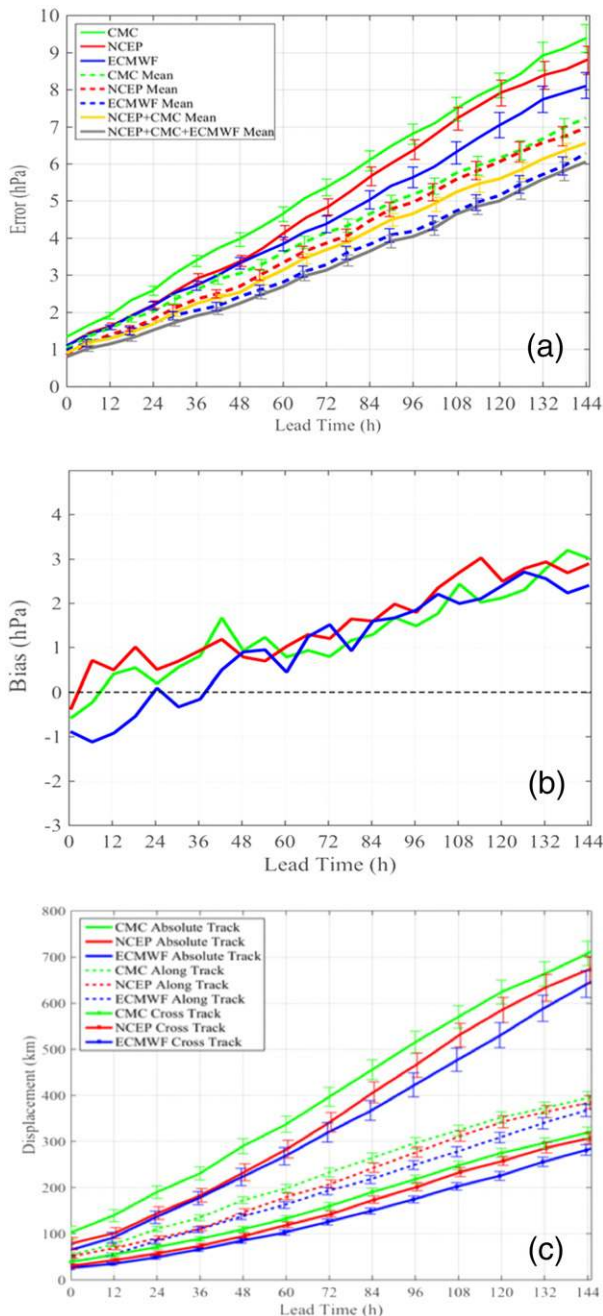 10
9
8
7
6
5
4
3
2
1
0
Error (hPa)
CMC
NCEP
ECMWF
CMC Mean
NCEP Mean
ECMWF Mean
NCEP+CMC Mean
NCEP+CMC+ECMWF Mean
(a)
0 12 24 36 48 60 72 84 96 108 120 132 144
Lead Time (h)
5
4
3
2
1
0
-1
-2
-3
Bias (hPa)
(b)
0 12 24 36 48 60 72 84 96 108 120 132 144
Lead Time (h)
800
700
600
500
400
300
200
100
0
Displacement (km)
CMC Absolute Track
NCEP Absolute Track
ECMWF Absolute Track
CMC Along Track
NCEP Along Track
ECMWF Along Track
CMC Cross Track
NCEP Cross Track
ECMWF Cross Track
(c)
0 12 24 36 48 60 72 84 96 108 120 132 144
Lead Time (h)